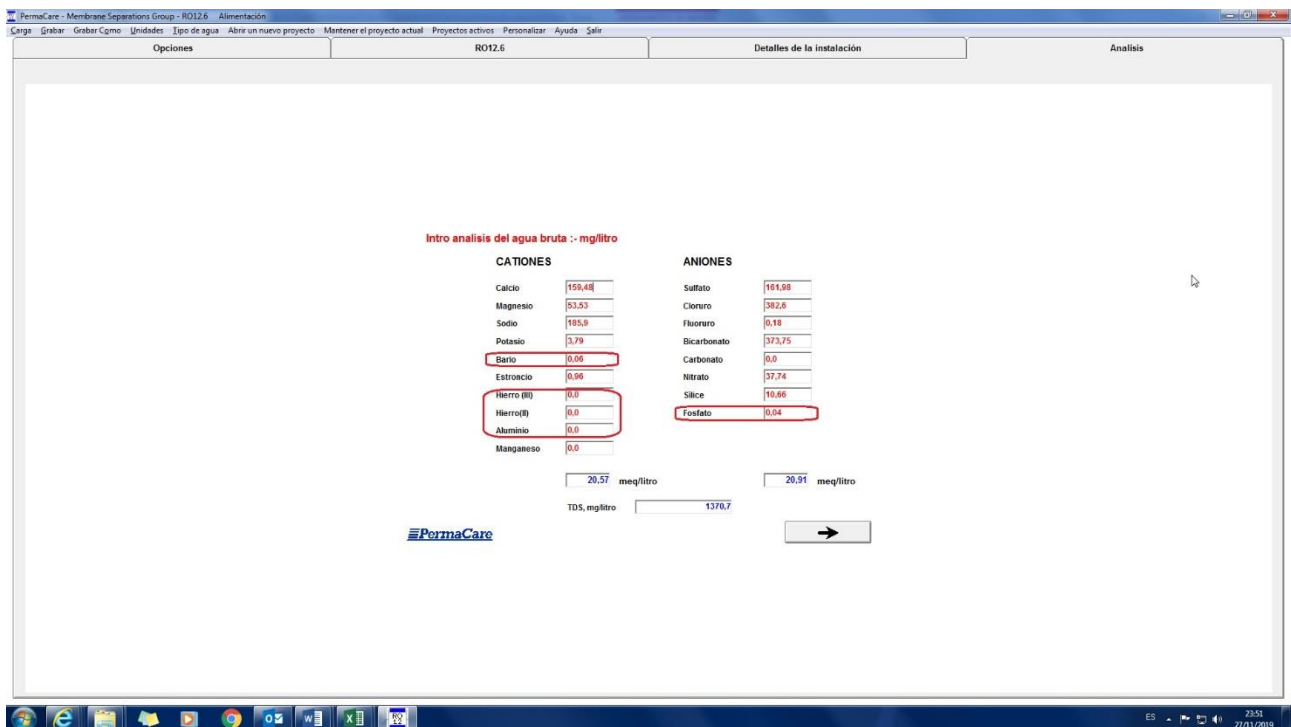 PermaCare - Membrane Separations Group - RO12.6 Alimentación
Carga Grabar Grabar Como Unidades Tipo de agua Abrir un nuevo proyecto Mantener el proyecto actual Proyectos activos Personalizar Ayuda Salir
Opciones RO12.6 Detalles de la instalación Analisis
Intro analisis del agua bruta :- mg/litro
CATIONES ANIONES
Calcio 159,48 Sulfato 161,98
Magnesio 53,53 Cloruro 382,6
Sodio 185,9 Fluoruro 0,18
Potasio 3,79 Bicarbonato 373,75
Bario 0,06 Carbonato 0,0
Estroncio 0,96 Nitrato 37,74
Hierro (III) 0,0 Silice 10,66
Hierro(II) 0,0 Fosfato 0,04
Aluminio 0,0
Manganeso 0,0
20,57 meq/litro 20,91 meq/litro
TDS, mg/litro 1370,7
PermaCare
ES 23:51
27/11/2019